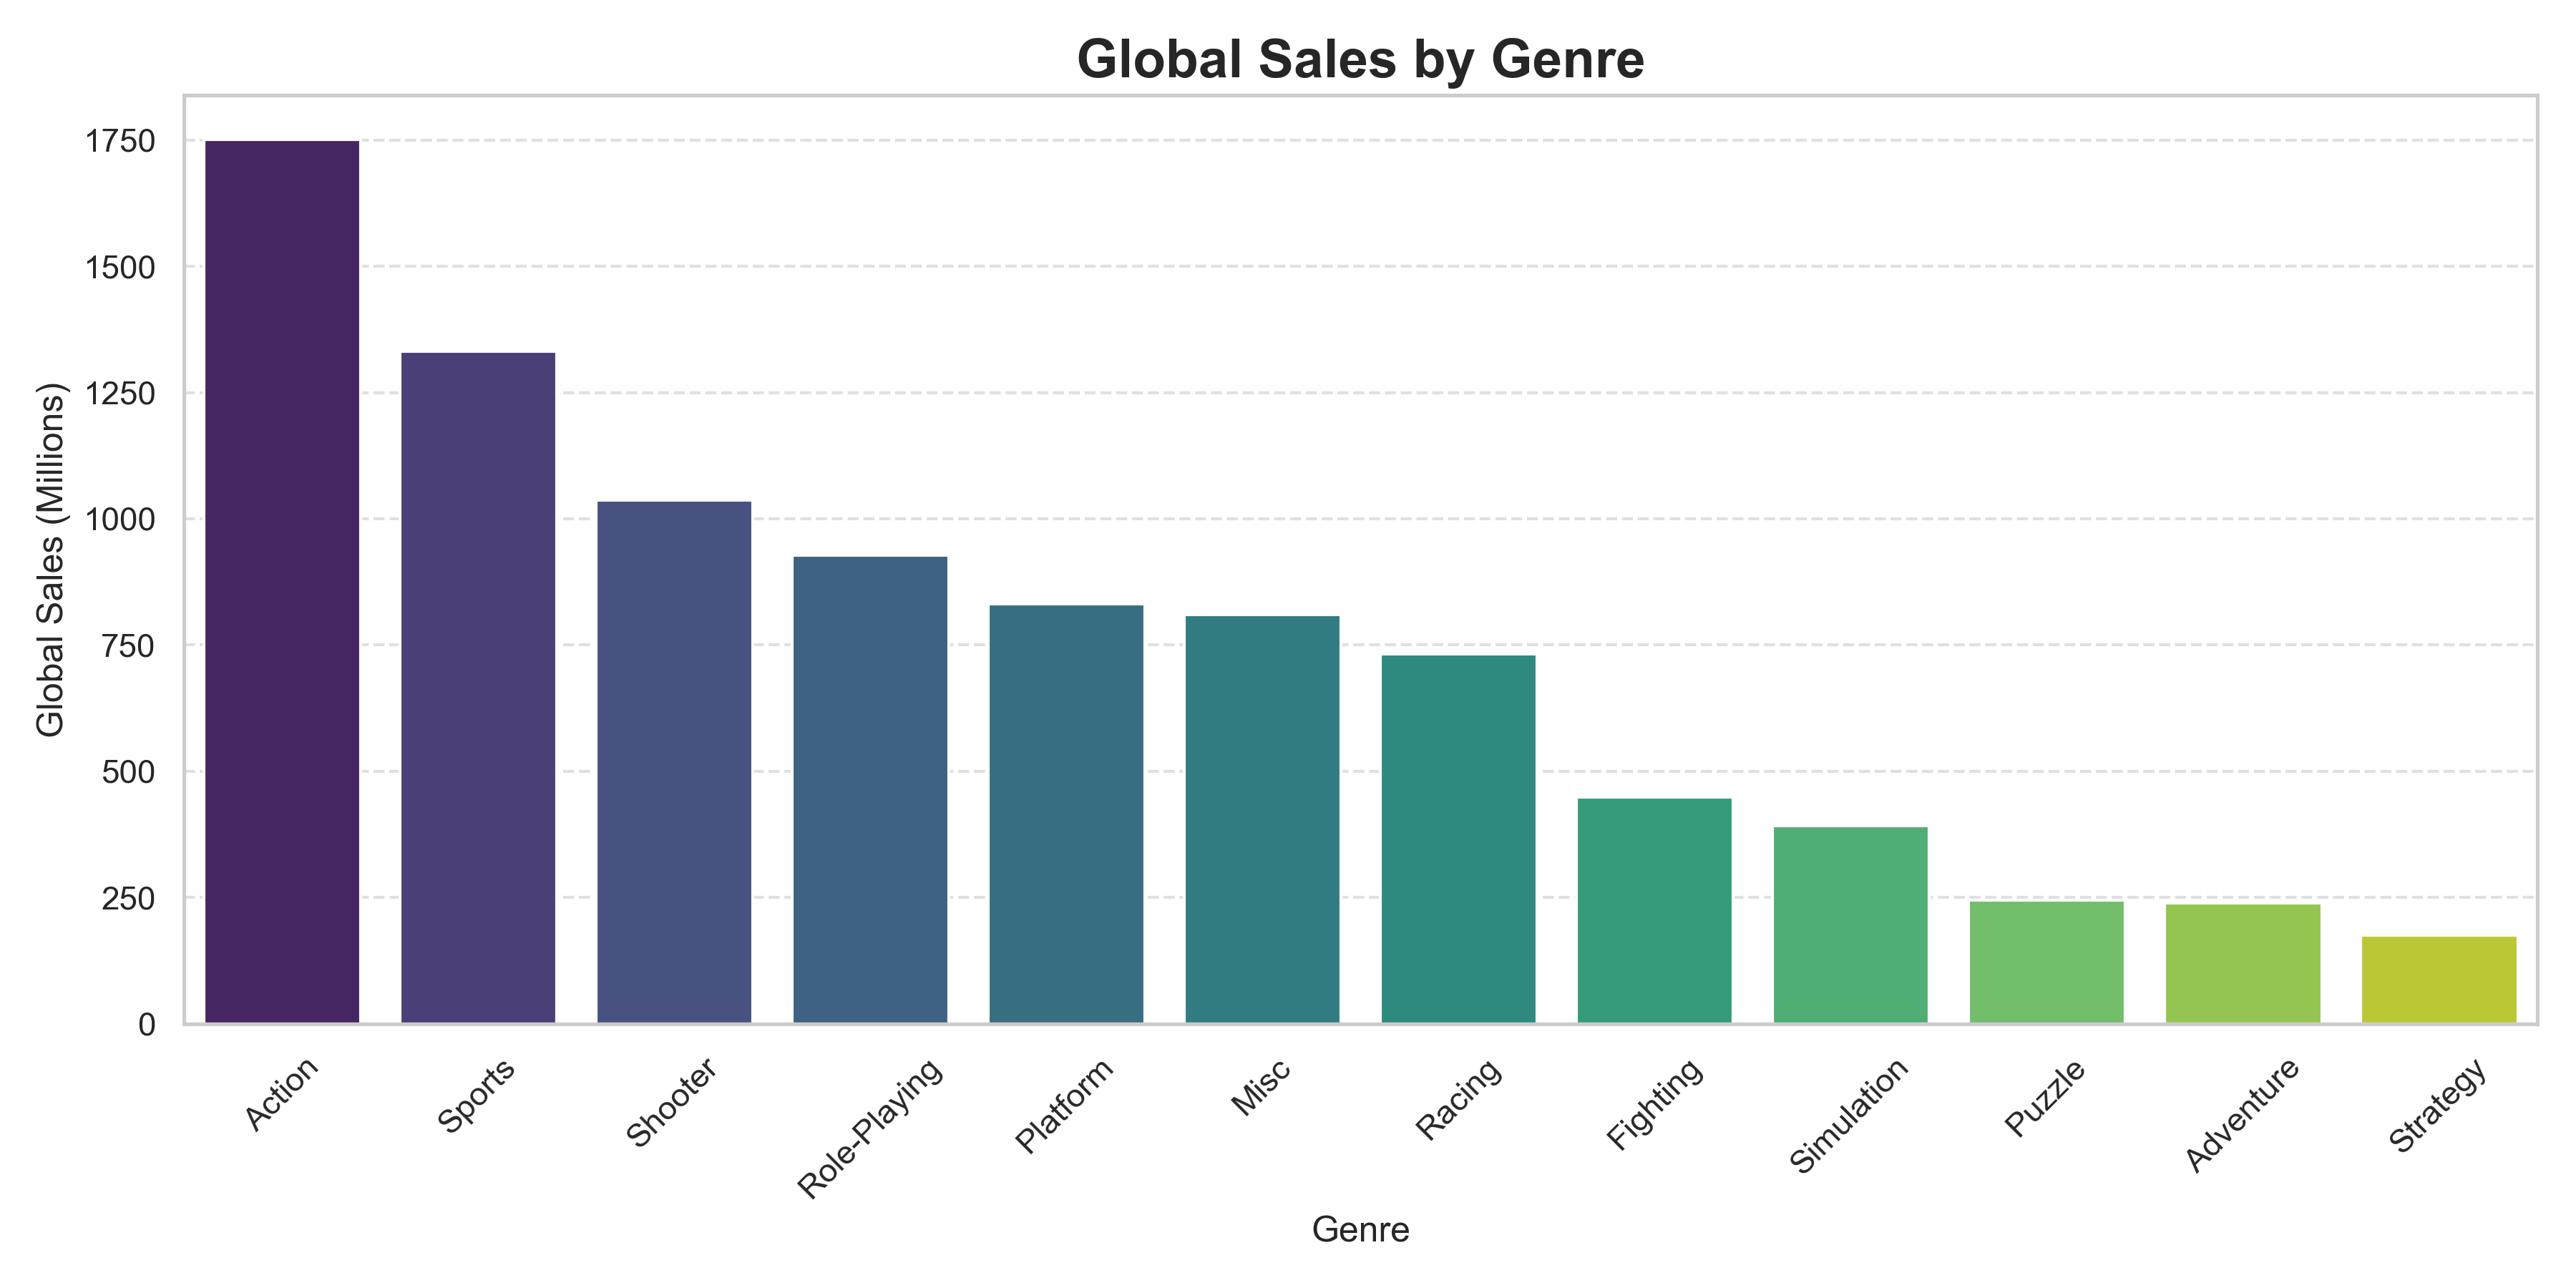 Global Sales by Genre
Global Sales (Millions)
1750
1500
1250
1000
750
500
250
0
Action
Sports
Shooter
Role-Playing
Platform
Misc
Racing
Fighting
Simulation
Puzzle
Adventure
Strategy
Genre